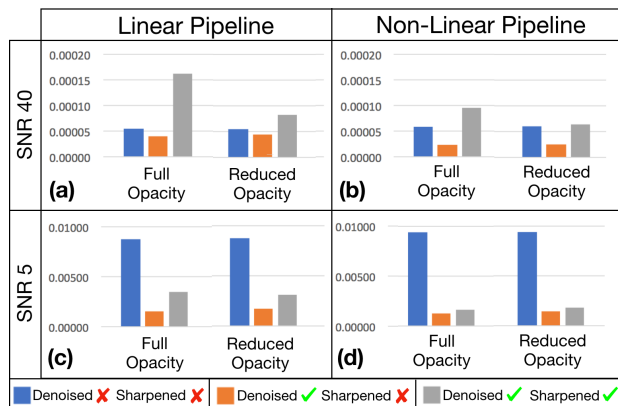 Linear Pipeline
Non-Linear Pipeline
SNR 40
0.00020
0.00015
0.00010
0.00005
0.00000
Full Opacity
Reduced Opacity
(a)
0.00020
0.00015
0.00010
0.00005
0.00000
Full Opacity
Reduced Opacity
(b)
SNR 5
0.01000
0.00500
0.00000
Full Opacity
Reduced Opacity
(c)
0.01000
0.00500
0.00000
Full Opacity
Reduced Opacity
(d)
Denoised ✘ Sharpened ✘
Denoised ✓ Sharpened ✘
Denoised ✓ Sharpened ✓